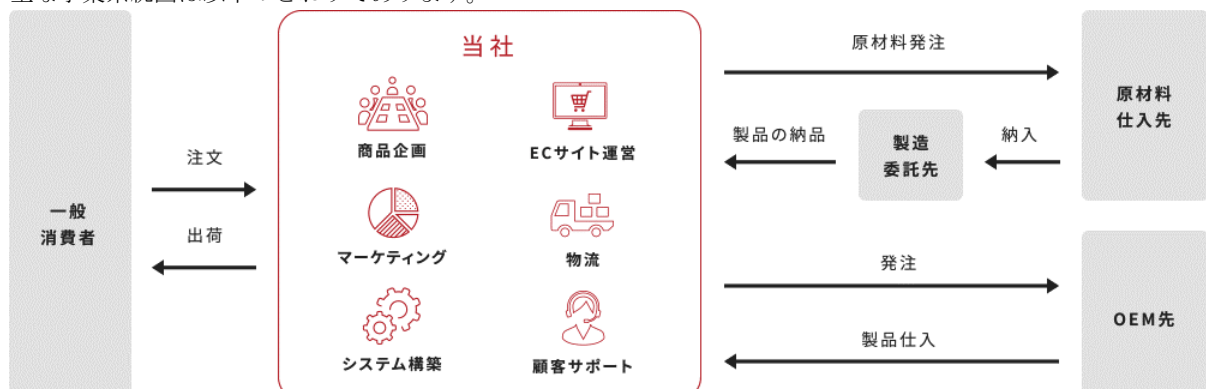 一般
消費者
注文
出荷
当社
商品企画
ECサイト運営
マーケティング
物流
システム構築
顧客サポート
原材料発注
製品の納品
製造
委託先
納入
原材料
仕入先
発注
製品仕入
OEM先